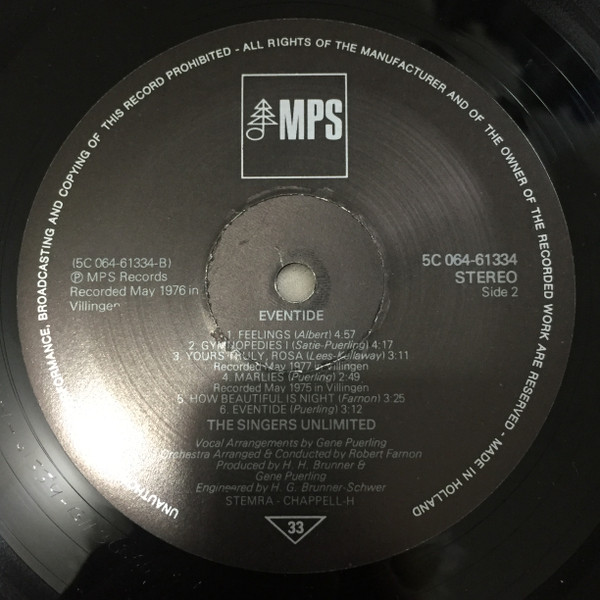 UNAUTHO
ORMANCE, BROADCASTING AND COPYING OF THIS RECORD PROHIBITED - ALL RIGHTS OF THE MANUFACTURER AND OF THE OWNER OF THE RECORDED WORK ARE RESERVED - MADE IN HOLLAND
MPS
(5C 064-61334-B)
Ⓟ MPS Records
Recorded May 1976 in
Villingen
5C 064-61334
STEREO
Side 2
EVENTIDE
1. FEELINGS (Albert) 4:57
2. GYMNOPEDIES I (Satie-Puerling) 4:17
3. YOURS TRULY, ROSA (Lees-Kellaway) 3:11
Recorded May 1977 in Villingen
4. MARLIES (Puerling) 2:49
Recorded May 1975 in Villingen
5. HOW BEAUTIFUL IS NIGHT (Farnon) 3:25
6. EVENTIDE (Puerling) 3:12
THE SINGERS UNLIMITED
Vocal Arrangements by Gene Puerling
Orchestra Arranged & Conducted by Robert Farnon
Produced by H. H. Brunner &
Gene Puerling
Engineered by H. G. Brunner-Schwer
STEMRA - CHAPPELL-H
33